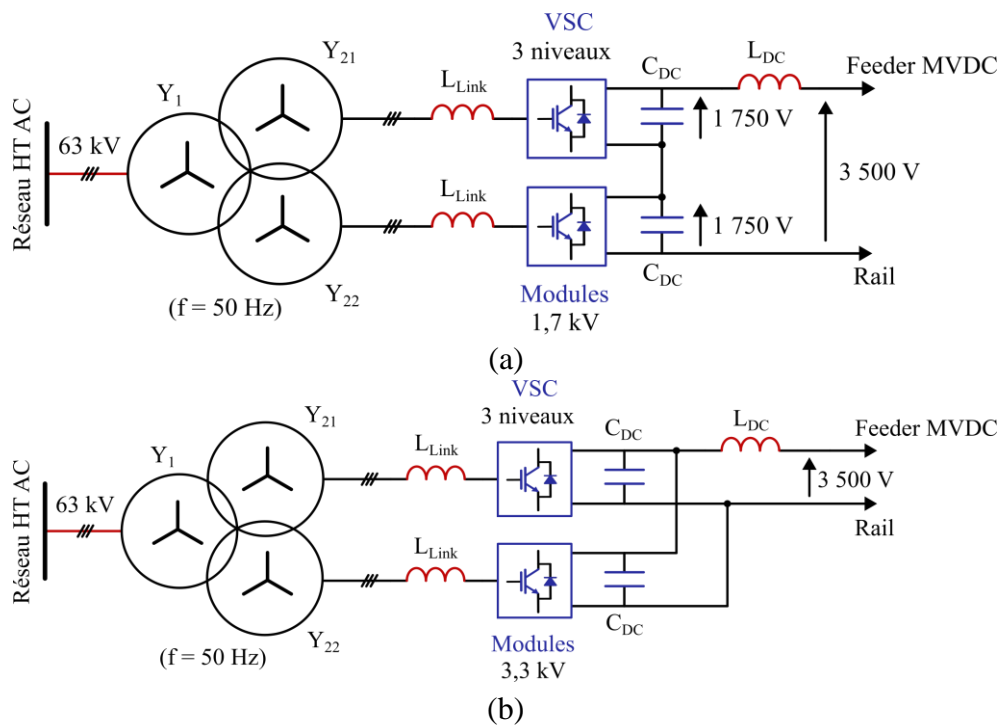 VSC
3 niveaux
Y21
Y1
LLink
CDC
LDC
Feeder MVDC
63 kV
1 750 V
3 500 V
Réseau HT AC
LLink
1 750 V
CDC
Rail
Y22
(f = 50 Hz)
Modules
1,7 kV
(a)
VSC
3 niveaux
Y21
Y1
LLink
CDC
LDC
Feeder MVDC
63 kV
3 500 V
Réseau HT AC
Rail
LLink
CDC
Y22
(f = 50 Hz)
Modules
3,3 kV
(b)